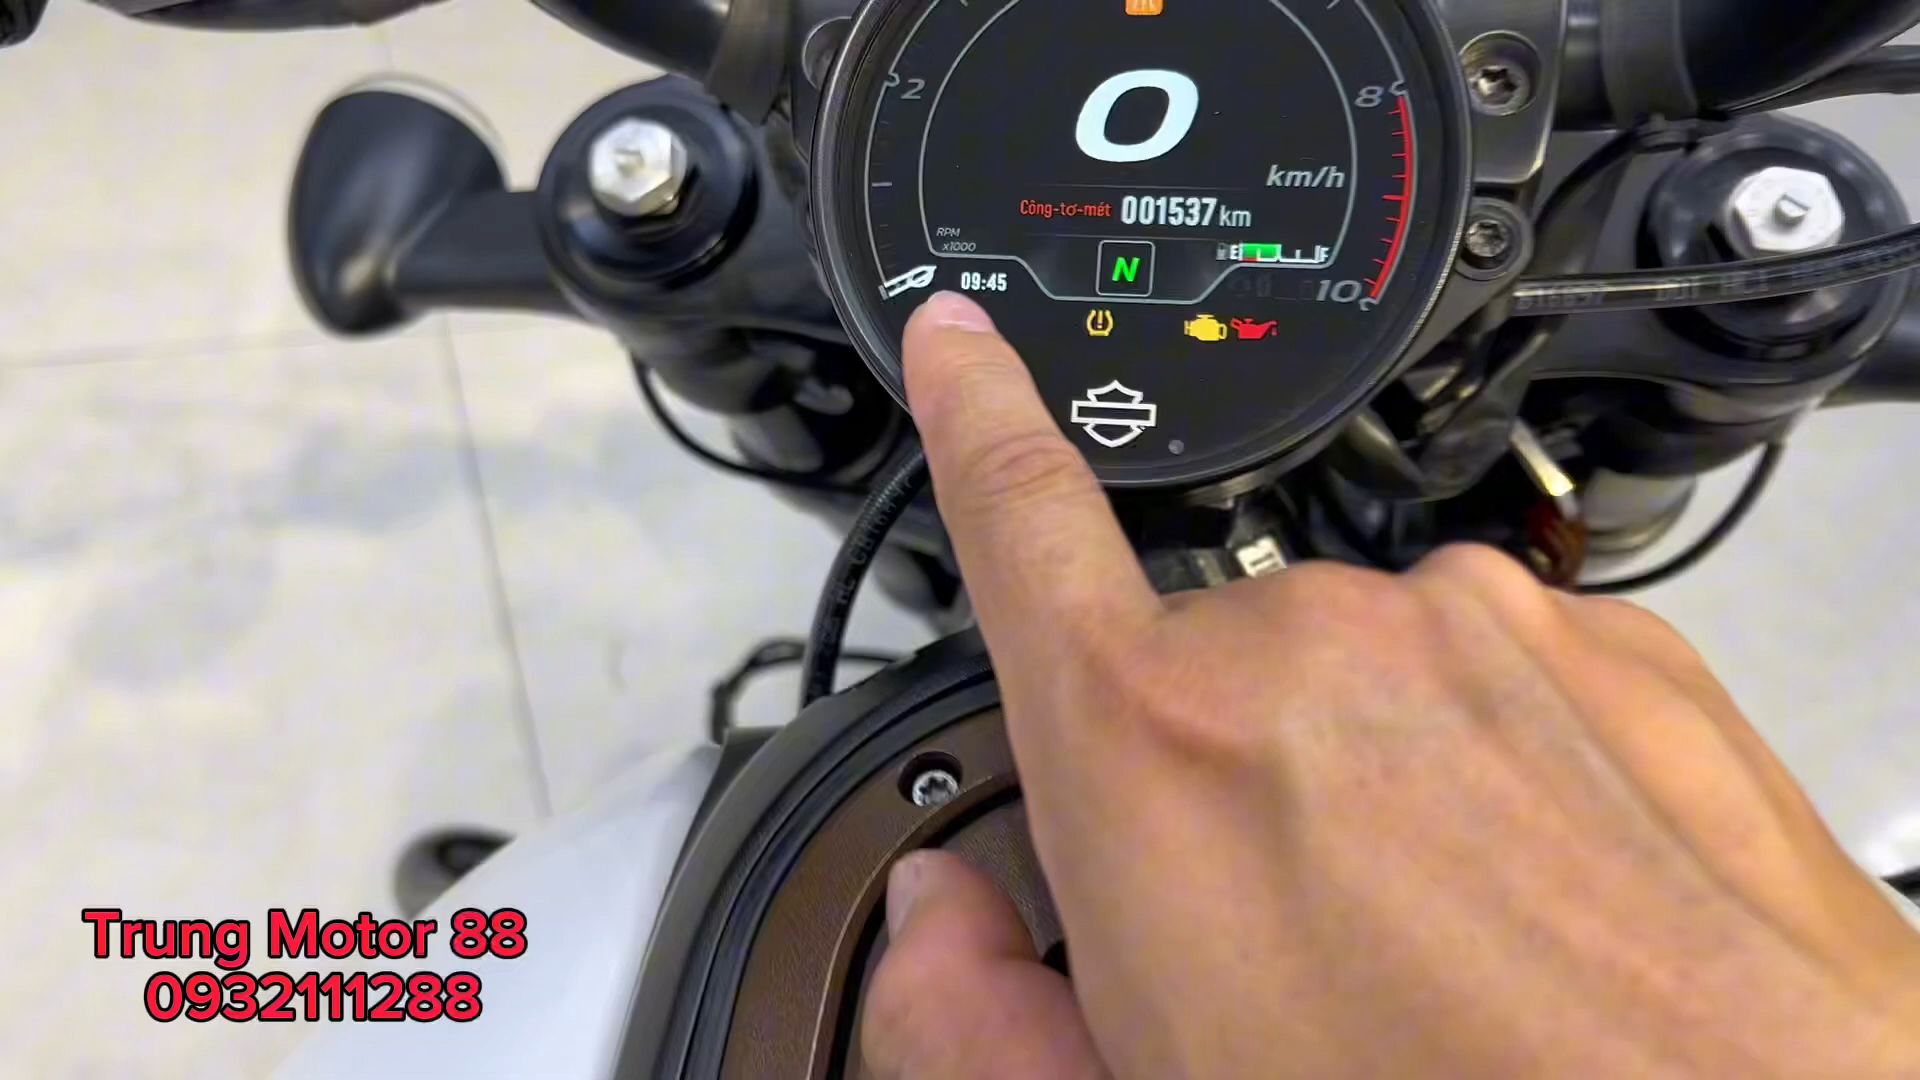 2
8
0
km/h
Công-tơ-mét 001537 km
RPM
x1000
E F
N
09:45
10
Trung Motor 88
0932111288